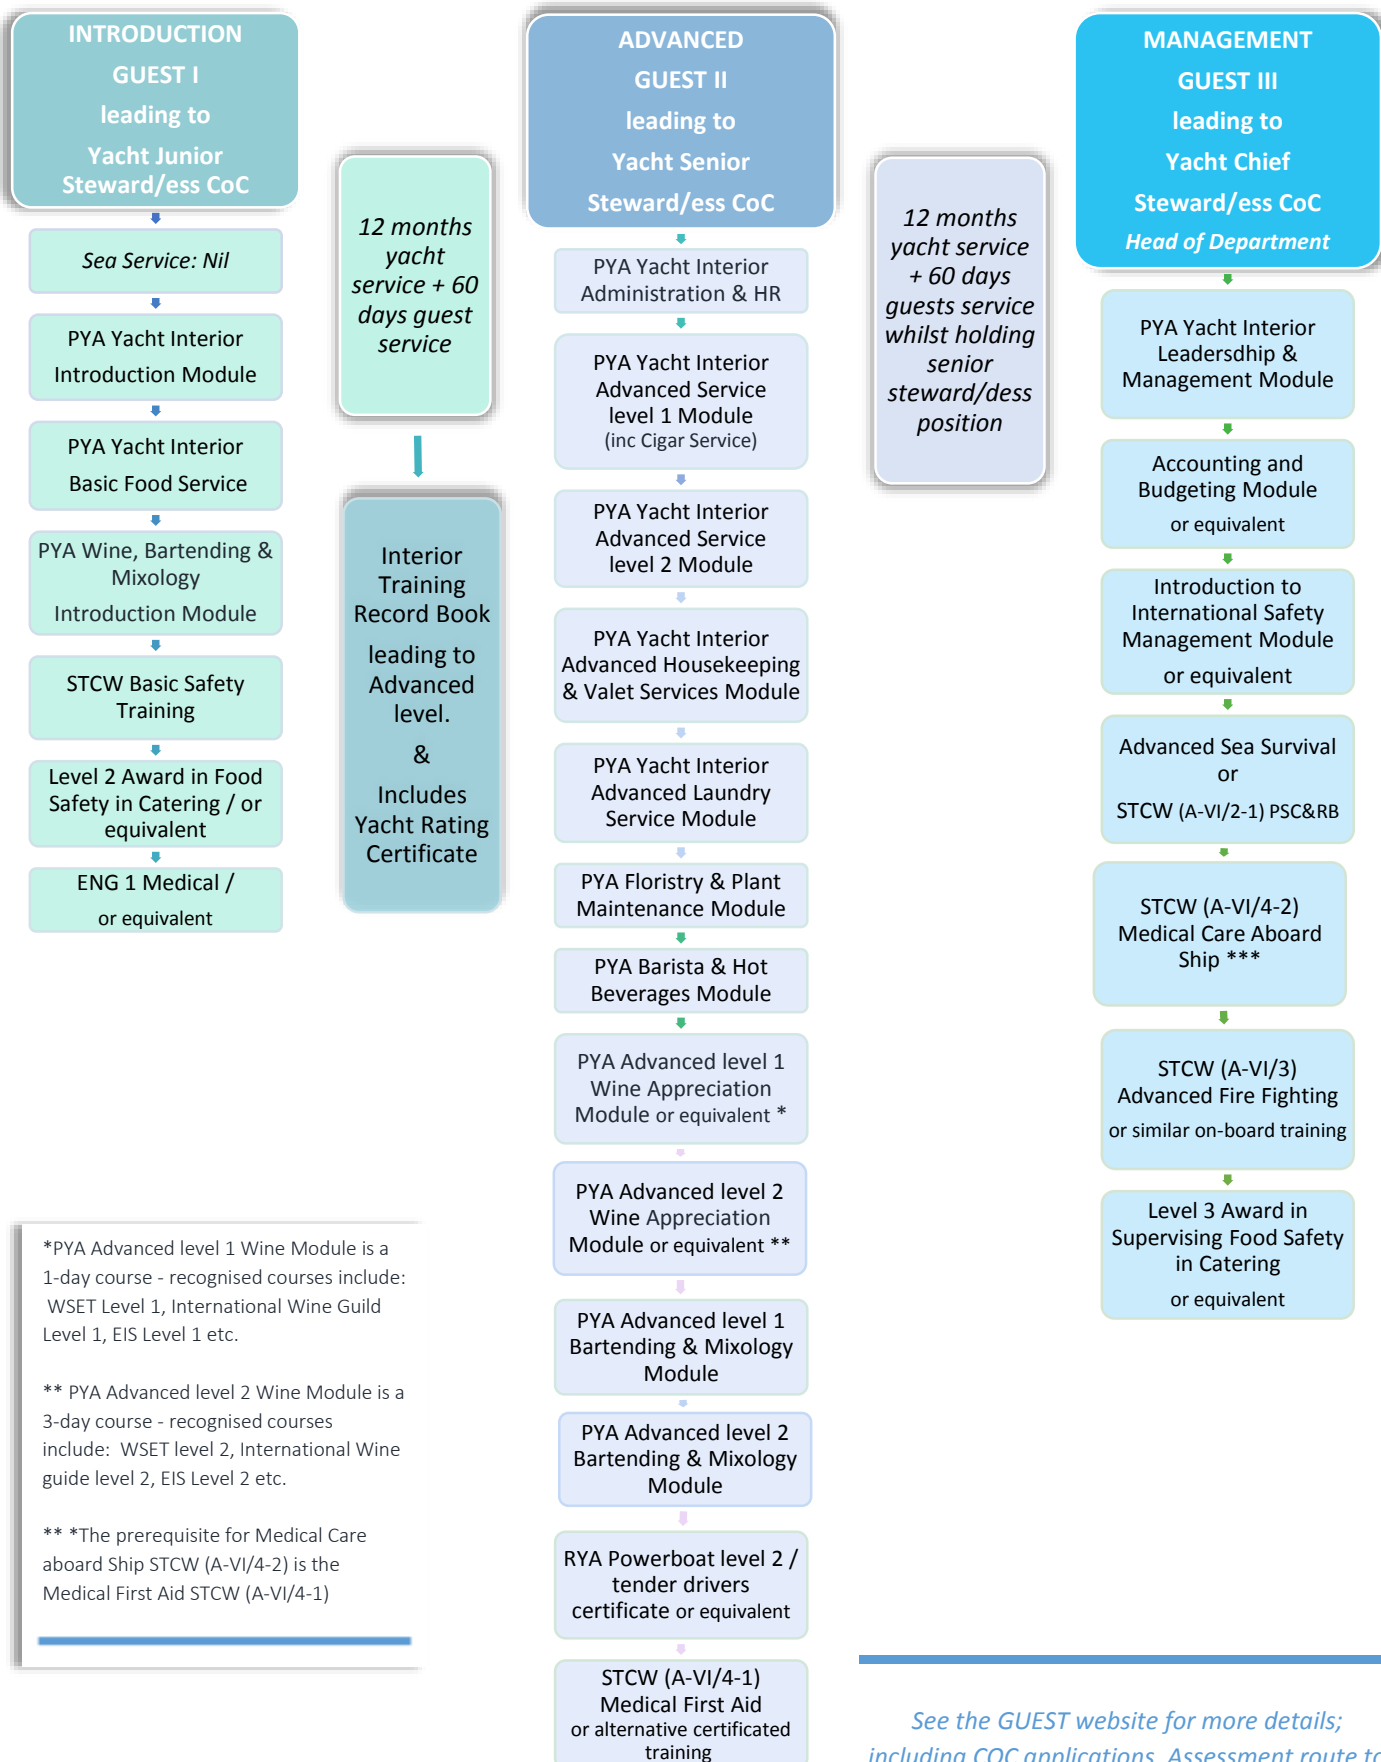 INTRODUCTION
GUEST I
leading to
Yacht Junior
Steward/ess CoC
Sea Service: Nil
PYA Yacht Interior
Introduction Module
PYA Yacht Interior
Basic Food Service
PYA Wine, Bartending &
Mixology
Introduction Module
STCW Basic Safety
Training
Level 2 Award in Food
Safety in Catering / or
equivalent
ENG 1 Medical /
or equivalent
12 months
yacht
service + 60
days guest
service
Interior
Training
Record Book
leading to
Advanced
level.
&
Includes
Yacht Rating
Certificate
ADVANCED
GUEST II
leading to
Yacht Senior
Steward/ess CoC
PYA Yacht Interior
Administration & HR
PYA Yacht Interior
Advanced Service
level 1 Module
(inc Cigar Service)
PYA Yacht Interior
Advanced Service
level 2 Module
PYA Yacht Interior
Advanced Housekeeping
& Valet Services Module
PYA Yacht Interior
Advanced Laundry
Service Module
PYA Floristry & Plant
Maintenance Module
PYA Barista & Hot
Beverages Module
PYA Advanced level 1
Wine Appreciation
Module or equivalent *
PYA Advanced level 2
Wine Appreciation
Module or equivalent **
PYA Advanced level 1
Bartending & Mixology
Module
PYA Advanced level 2
Bartending & Mixology
Module
RYA Powerboat level 2 /
tender drivers
certificate or equivalent
STCW (A-VI/4-1)
Medical First Aid
or alternative certificated
training
12 months
yacht service
+ 60 days
guests service
whilst holding
senior
steward/dess
position
MANAGEMENT
GUEST III
leading to
Yacht Chief
Steward/ess CoC
Head of Department
PYA Yacht Interior
Leadersdhip &
Management Module
Accounting and
Budgeting Module
or equivalent
Introduction to
International Safety
Management Module
or equivalent
Advanced Sea Survival
or
STCW (A-VI/2-1) PSC&RB
STCW (A-VI/4-2)
Medical Care Aboard
Ship ***
STCW (A-VI/3)
Advanced Fire Fighting
or similar on-board training
Level 3 Award in
Supervising Food Safety
in Catering
or equivalent
*PYA Advanced level 1 Wine Module is a
1-day course - recognised courses include:
WSET Level 1, International Wine Guild
Level 1, EIS Level 1 etc.
** PYA Advanced level 2 Wine Module is a
3-day course - recognised courses
include: WSET level 2, International Wine
guide level 2, EIS Level 2 etc.
** *The prerequisite for Medical Care
aboard Ship STCW (A-VI/4-2) is the
Medical First Aid STCW (A-VI/4-1)
See the GUEST website for more details;
including COC applications, Assessment route to